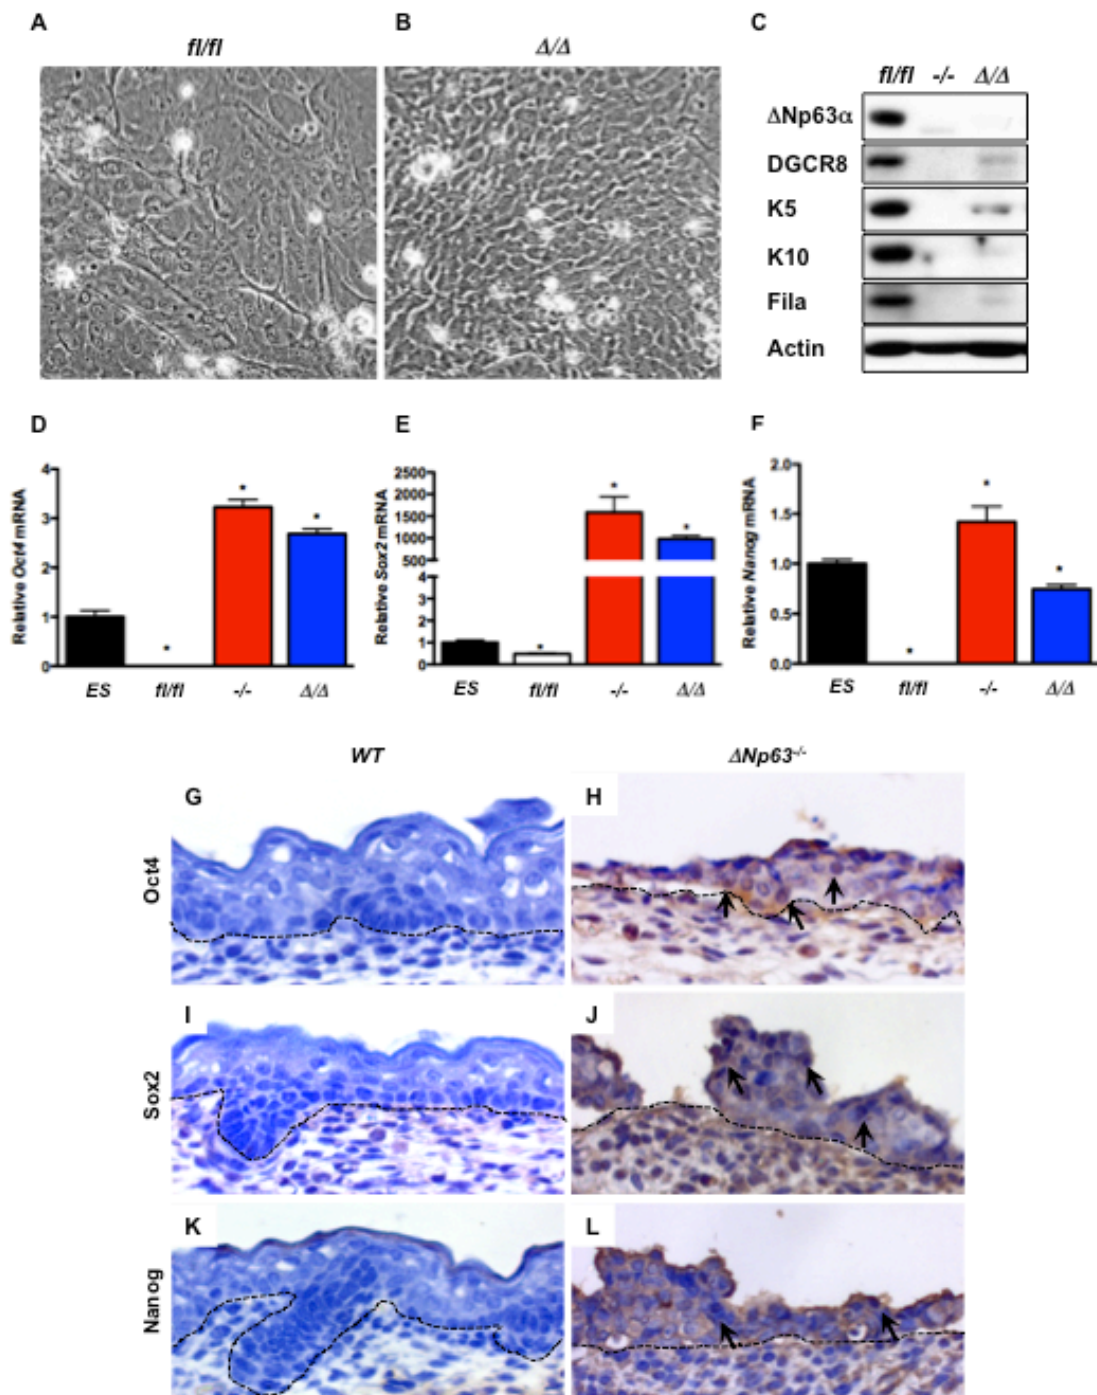 A
fl/fl
B
Δ/Δ
C
fl/fl -/- Δ/Δ
ΔNp63α
DGCR8
K5
K10
Fila
Actin
D
Relative Oct4 mRNA
4
3
2
1
0
*
*
*
ES fl/fl -/- Δ/Δ
E
Relative Sox2 mRNA
2500
2000
1500
1000
500
4
3
2
1
0
*
*
*
ES fl/fl -/- Δ/Δ
F
Relative Nanog mRNA
2.0
1.5
1.0
0.5
0.0
*
*
*
ES fl/fl -/- Δ/Δ
WT
ΔNp63-/-
Oct4
G
H
Sox2
I
J
Nanog
K
L